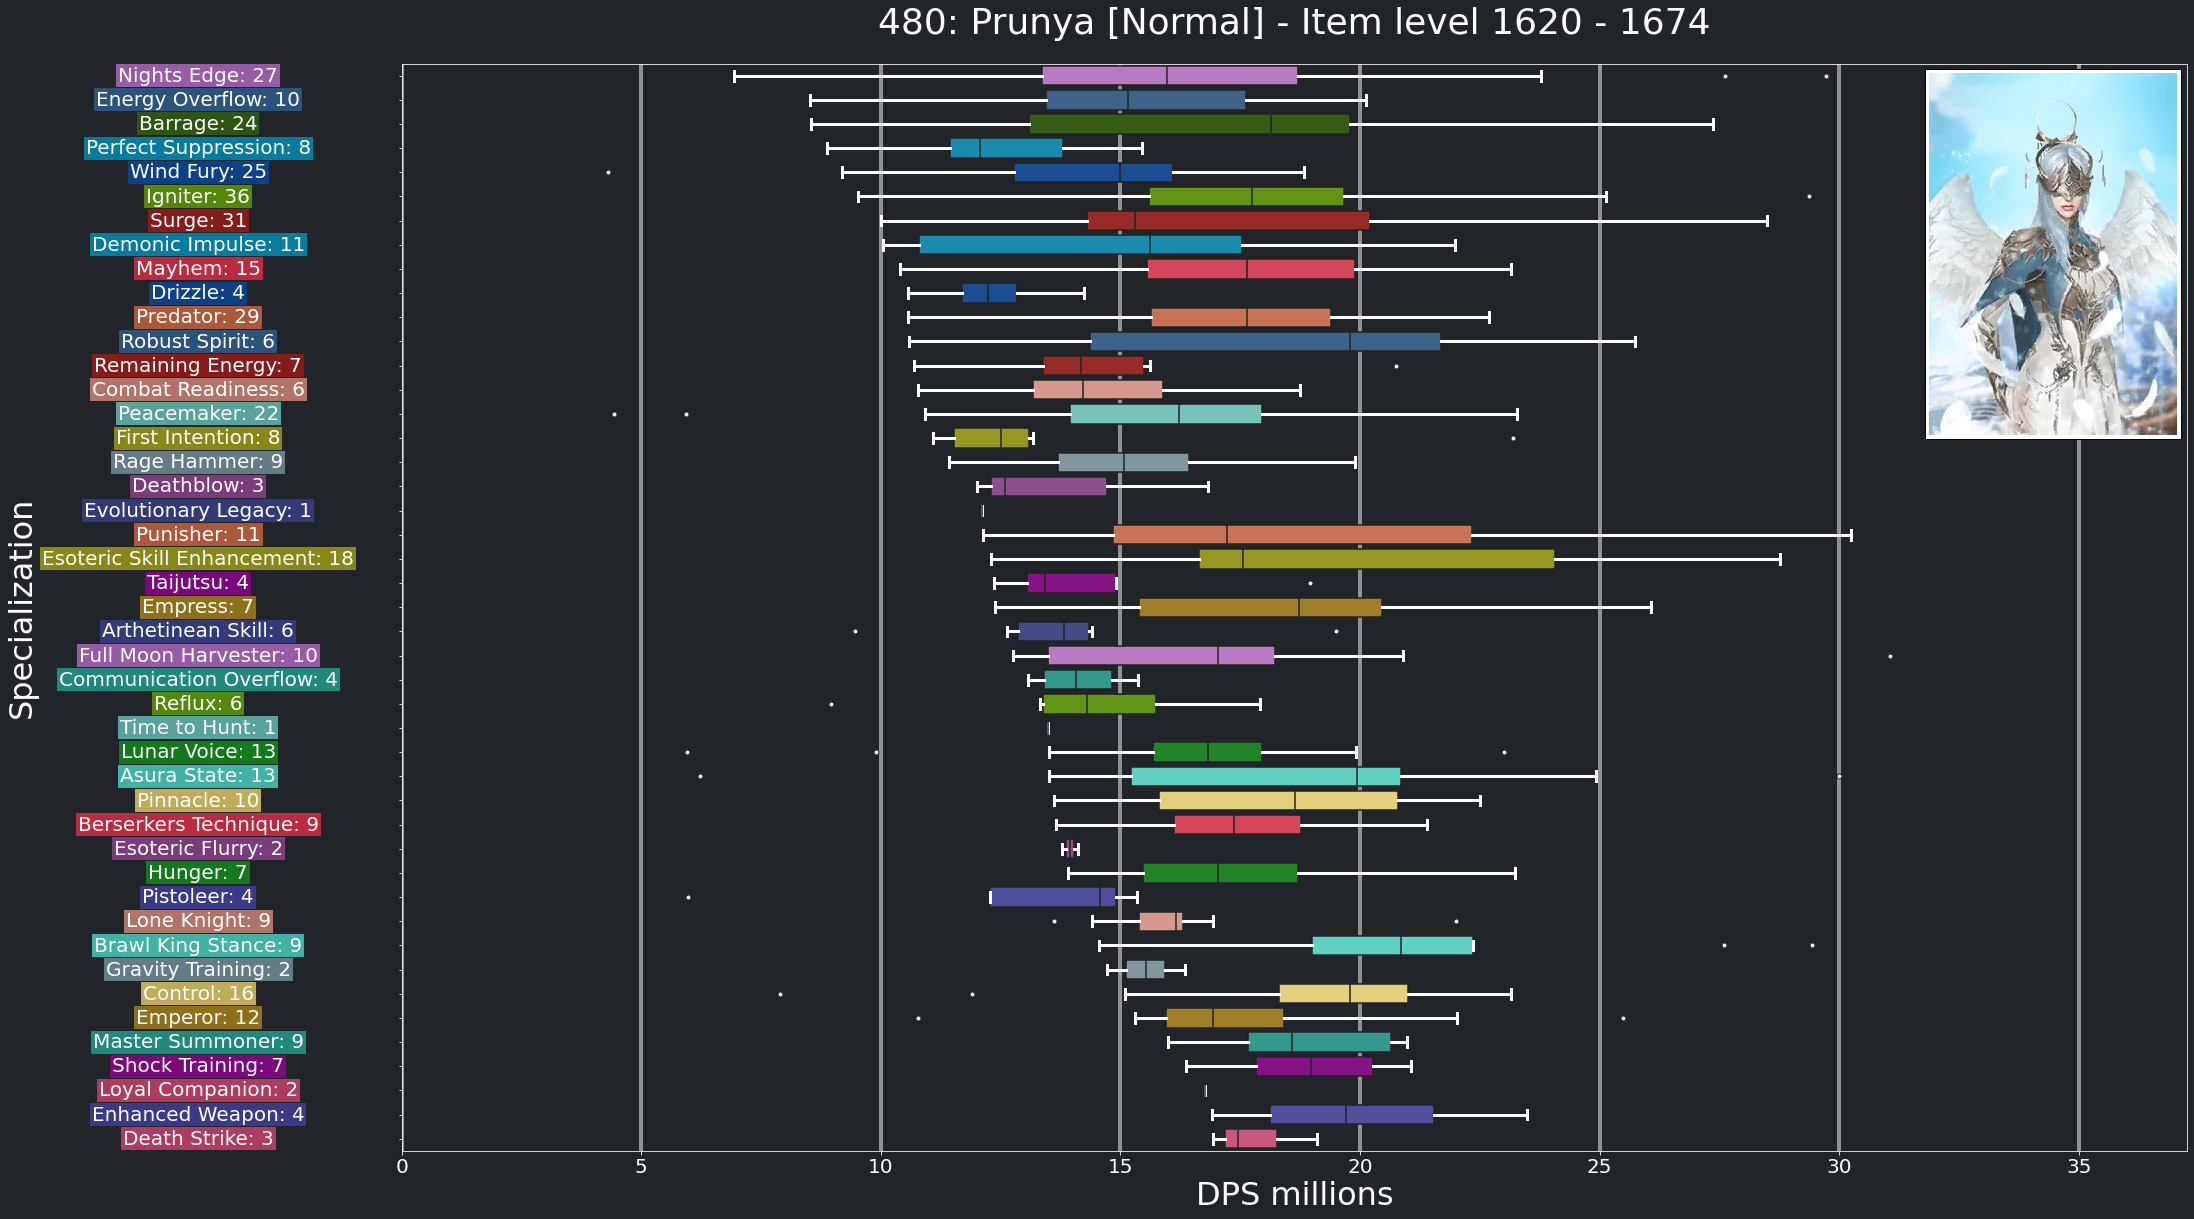 480: Prunya [Normal] - Item level 1620 - 1674
Nights Edge: 27
Energy Overflow: 10
Barrage: 24
Perfect Suppression: 8
Wind Fury: 25
Igniter: 36
Surge: 31
Demonic Impulse: 11
Mayhem: 15
Drizzle: 4
Predator: 29
Robust Spirit: 6
Remaining Energy: 7
Combat Readiness: 6
Peacemaker: 22
First Intention: 8
Rage Hammer: 9
Deathblow: 3
Evolutionary Legacy: 1
Punisher: 11
Esoteric Skill Enhancement: 18
Taijutsu: 4
Empress: 7
Arthetinean Skill: 6
Full Moon Harvester: 10
Communication Overflow: 4
Reflux: 6
Time to Hunt: 1
Lunar Voice: 13
Asura State: 13
Pinnacle: 10
Berserkers Technique: 9
Esoteric Flurry: 2
Hunger: 7
Pistoleer: 4
Lone Knight: 9
Brawl King Stance: 9
Gravity Training: 2
Control: 16
Emperor: 12
Master Summoner: 9
Shock Training: 7
Loyal Companion: 2
Enhanced Weapon: 4
Death Strike: 3
Specialization
0 5 10 15 20 25 30 35
DPS millions